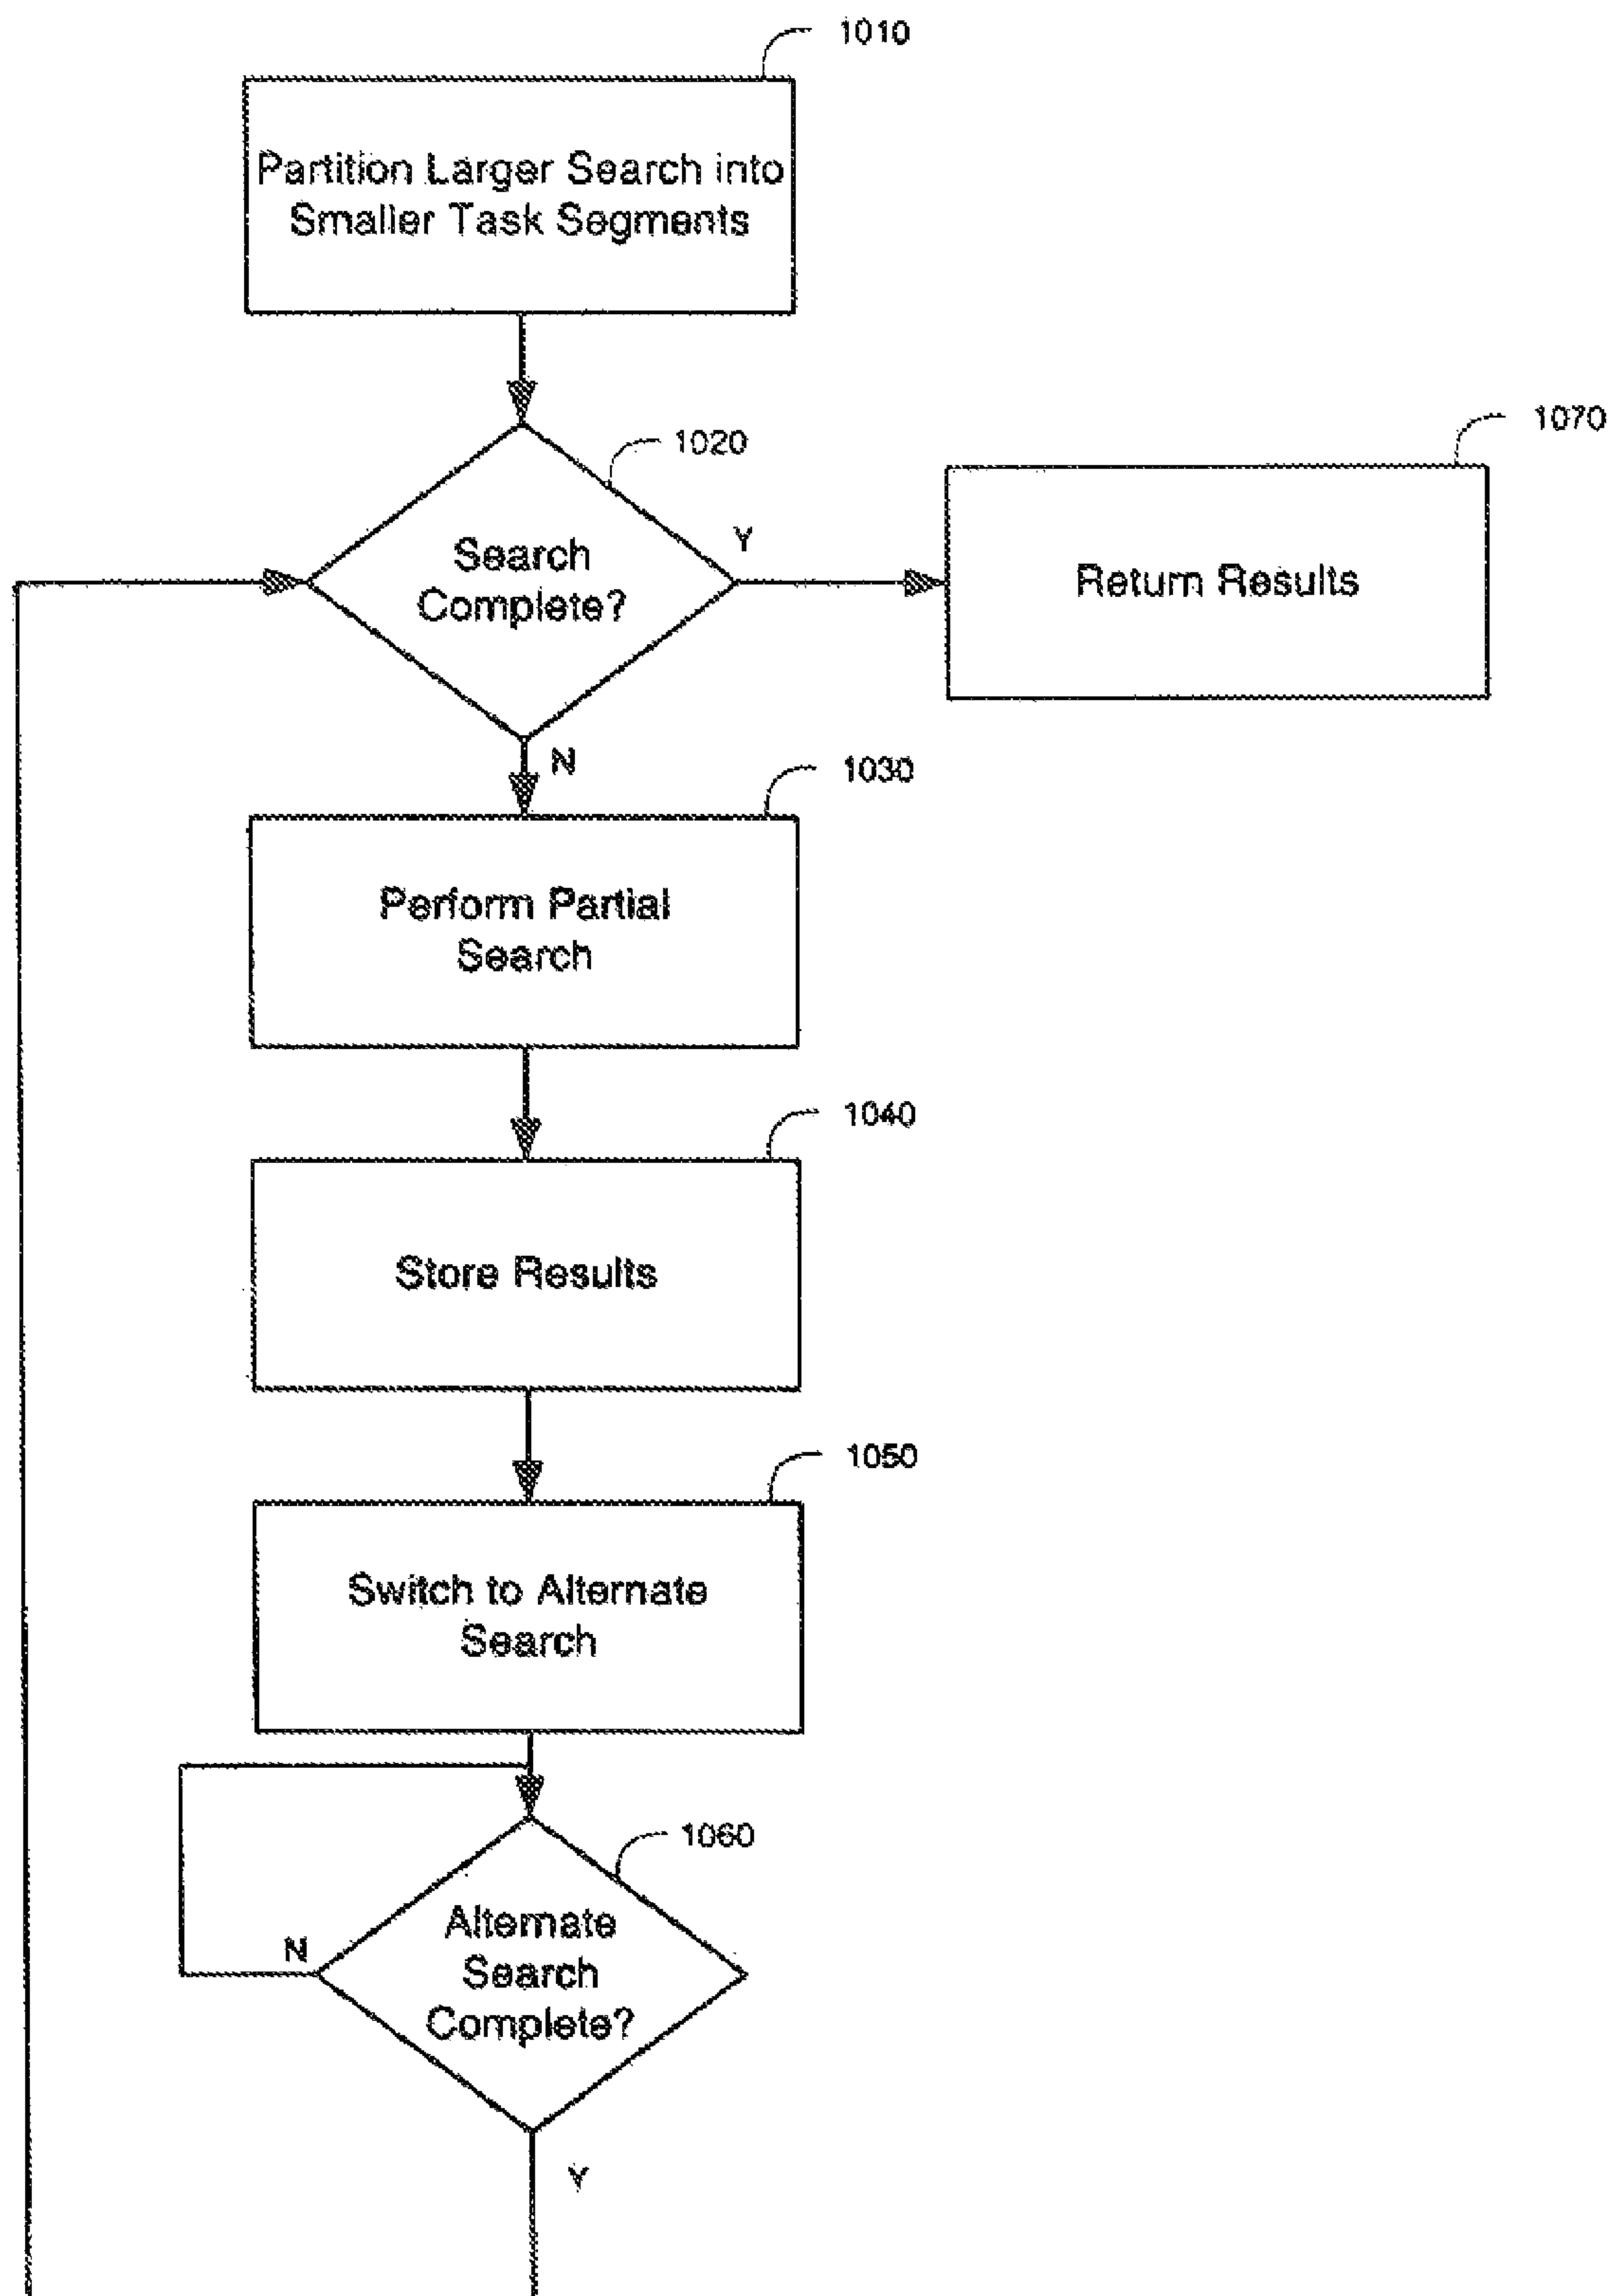 1010
Partition Larger Search into
Smaller Task Segments
1020
Search
Complete?
Y
1070
Return Results
N
1030
Perform Partial
Search
1040
Store Results
1050
Switch to Alternate
Search
1060
Alternate
Search
Complete?
N
Y